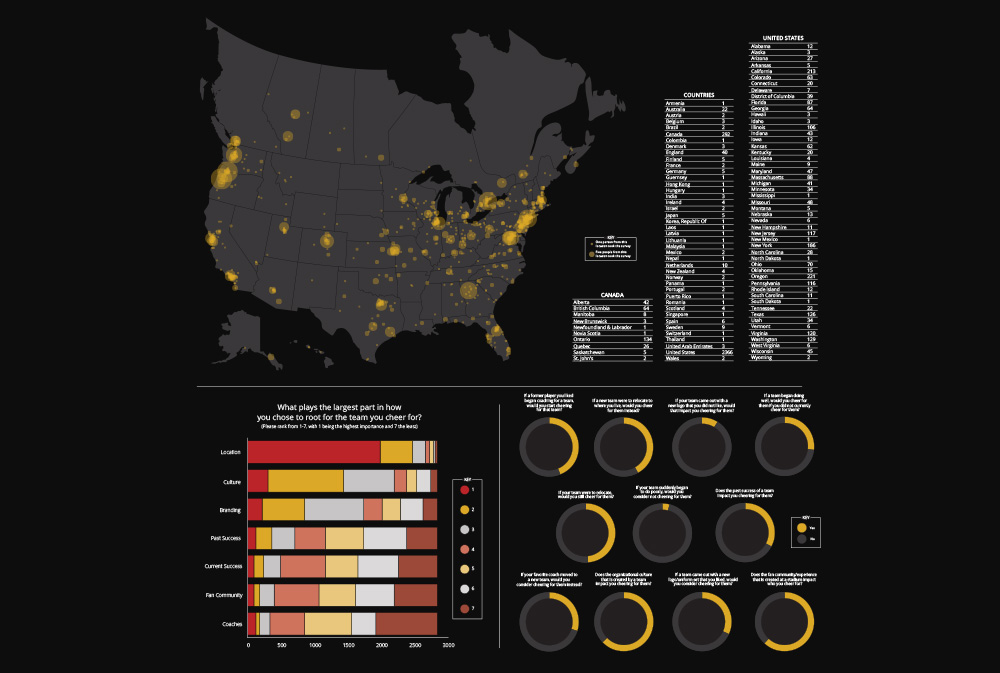 UNITED STATES
Alabama 12
Alaska 3
Arizona 27
Arkansas 5
California 213
Colorado 63
Connecticut 20
Delaware 7
District of Columbia 39
Florida 87
Georgia 64
Hawaii 3
Idaho 3
Illinois 106
Indiana 43
Iowa 12
Kansas 62
Kentucky 20
Louisiana 4
Maine 9
Maryland 47
Massachusetts 88
Michigan 41
Minnesota 34
Mississippi 1
Missouri 48
Montana 5
Nebraska 13
Nevada 6
New Hampshire 11
New Jersey 117
New Mexico 1
New York 186
North Carolina 28
North Dakota 1
Ohio 70
Oklahoma 15
Oregon 221
Pennsylvania 116
Rhode Island 12
South Carolina 11
South Dakota 1
Tennessee 22
Texas 126
Utah 34
Vermont 6
Virginia 120
Washington 129
West Virginia 6
Wisconsin 45
Wyoming 2
COUNTRIES
Armenia 1
Australia 22
Austria 2
Belgium 3
Brazil 2
Canada 282
Colombia 1
Denmark 3
England 40
Finland 5
France 2
Germany 5
Guernsey 1
Hong Kong 1
Hungary 1
India 3
Ireland 4
Israel 2
Japan 5
Korea, Republic Of 1
Laos 1
Latvia 1
Lithuania 1
Malaysia 1
Mexico 2
Nepal 1
Netherlands 10
New Zealand 4
Norway 2
Panama 1
Portugal 2
Puerto Rico 1
Romania 1
Scotland 4
Singapore 1
Spain 6
Sweden 9
Switzerland 1
Thailand 1
United Arab Emirates 3
United States 2366
Wales 2
KEY
One person from this
location took the survey
Five people from this
location took the survey
CANADA
Alberta 42
British Columbia 64
Manitoba 8
New Brunswick 3
Newfoundland & Labrador 1
Nova Scotia 1
Ontario 134
Quebec 26
Saskatchewan 5
St. John's 2
What plays the largest part in how
you chose to root for the team you cheer for?
(Please rank from 1-7, with 1 being the highest importance and 7 the least)
Location
Culture
Branding
Past Success
Current Success
Fan Community
Coaches
0 500 1000 1500 2000 2500 3000
KEY
1
2
3
4
5
6
7
If a former player you liked
began coaching for a team,
would you start cheering
for that team?
If a new team were to relocate to
where you live, would you cheer
for them instead?
If your team came out with a
new logo that you did not like, would
that impact you cheering for them?
If a team began doing
well, would you cheer for
them if you did not currently
cheer for them?
If your team were to relocate,
would you still cheer for them?
If your team suddenly began
to do poorly, would you
consider not cheering for them?
Does the past success of a team
impact you cheering for them?
KEY
Yes
No
If your favorite coach moved to
a new team, would you
consider cheering for them instead?
Does the organizational culture
that is created by a team
impact you cheering for them?
If a team came out with a new
logo/uniform set that you liked, would
you consider cheering for them?
Does the fan community/experience
that is created at a stadium impact
who you cheer for?